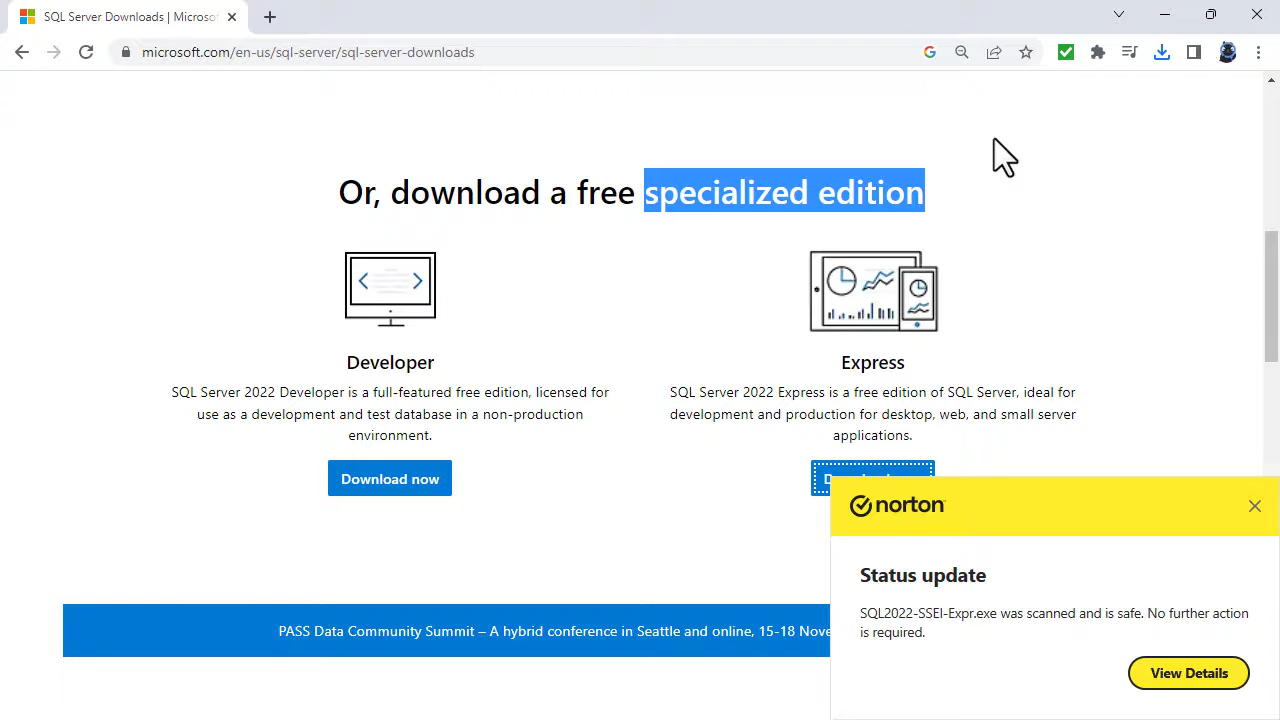 SQL Server Downloads | Microsof
microsoft.com/en-us/sql-server/sql-server-downloads
Or, download a free specialized edition
Developer
SQL Server 2022 Developer is a full-featured free edition, licensed for
use as a development and test database in a non-production
environment.
Download now
Express
SQL Server 2022 Express is a free edition of SQL Server, ideal for
development and production for desktop, web, and small server
applications.
norton
Status update
SQL2022-SSEI-Expr.exe was scanned and is safe. No further action
is required.
View Details
PASS Data Community Summit – A hybrid conference in Seattle and online, 15-18 Nove